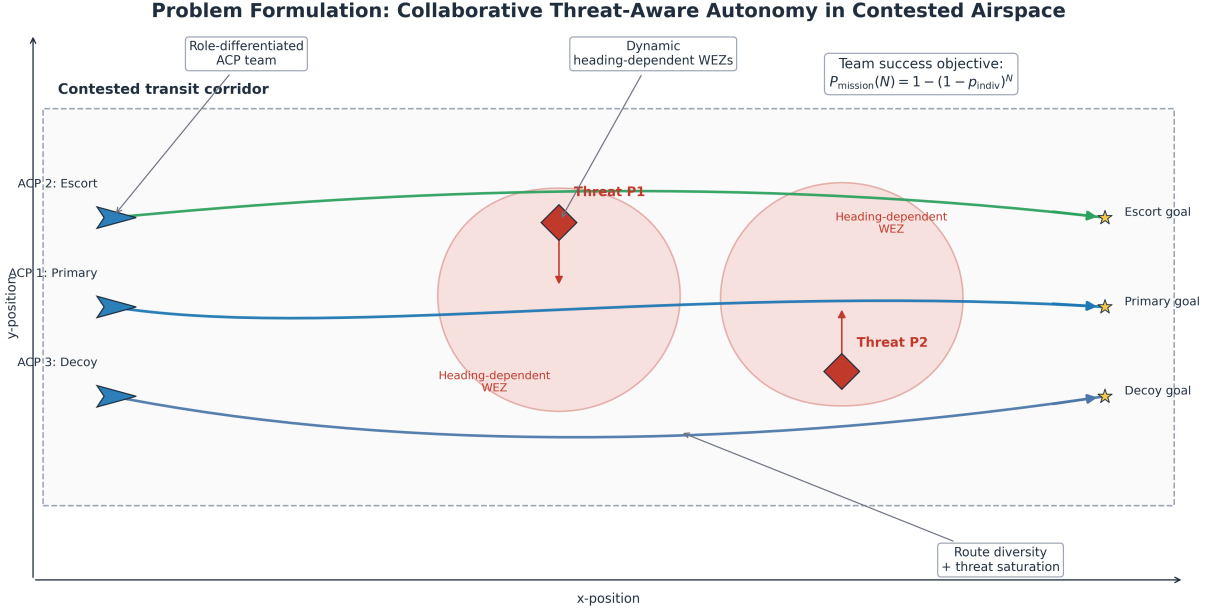 Problem Formulation: Collaborative Threat-Aware Autonomy in Contested Airspace
Role-differentiated
ACP team
Dynamic
heading-dependent WEZs
Team success objective:
P_mission(N) = 1 − (1 − p_indiv)^N
Contested transit corridor
ACP 2: Escort
Threat P1
Heading-dependent
WEZ
Escort goal
ACP 1: Primary
Primary goal
y-position
Threat P2
ACP 3: Decoy
Heading-dependent
WEZ
Decoy goal
Route diversity
+ threat saturation
x-position